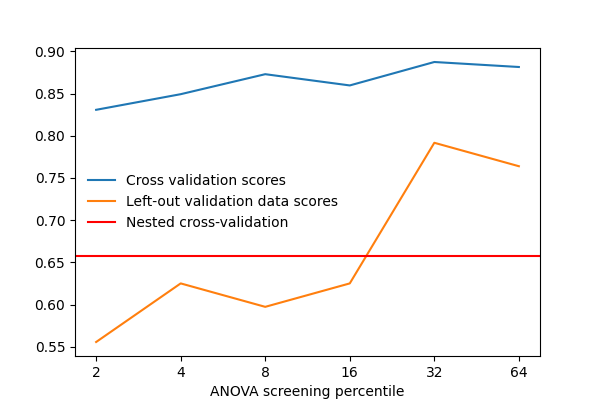 0.90
0.85
0.80
0.75
0.70
0.65
0.60
0.55
Cross validation scores
Left-out validation data scores
Nested cross-validation
2 4 8 16 32 64
ANOVA screening percentile